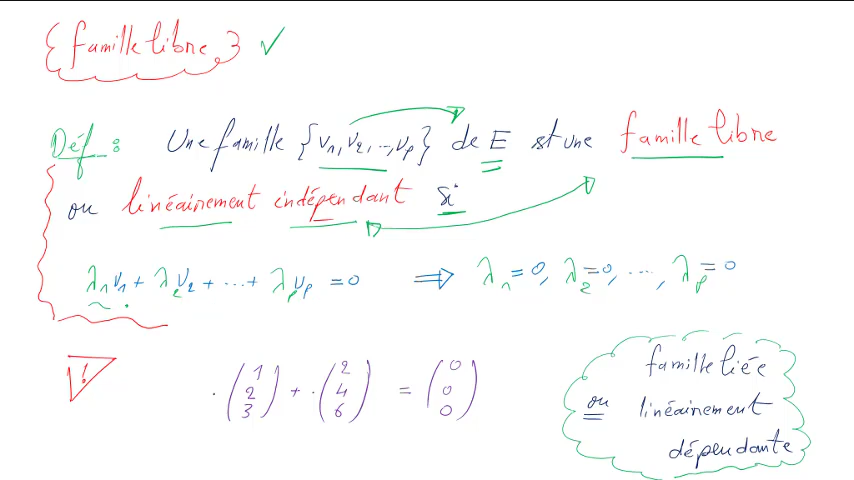 {famille libre} ✓
Déf : Une famille {v₁, v₂, .., vₚ} de E est une famille libre
ou linéairement indépendant si
λ₁v₁ + λ₂v₂ + ... + λₚvₚ = 0 ⟹ λ₁ = 0, λ₂ = 0, ..., λₚ = 0
! · (1 2 3) + · (2 4 6) = (0 0 0)
famille liée
ou linéairement
dépendante